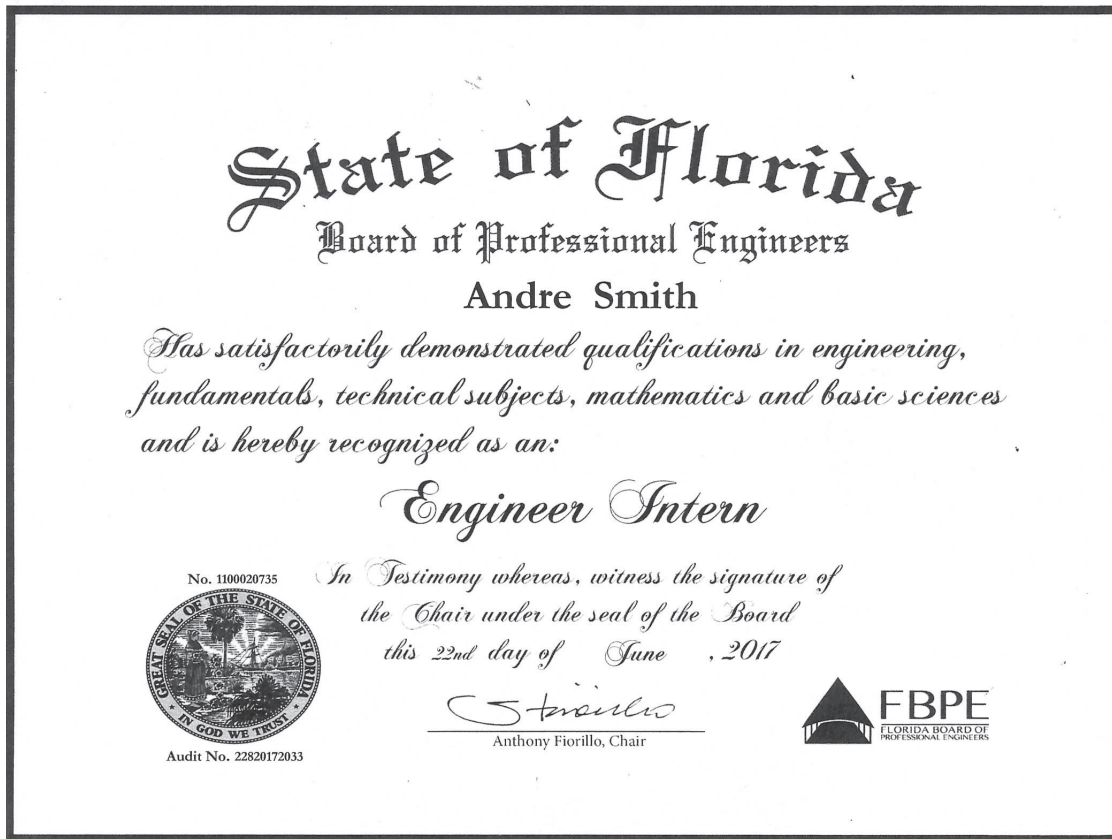 State of Florida
Board of Professional Engineers
Andre Smith
Has satisfactorily demonstrated qualifications in engineering,
fundamentals, technical subjects, mathematics and basic sciences
and is hereby recognized as an:
Engineer Intern
No. 1100020735
In Testimony whereas, witness the signature of
the Chair under the seal of the Board
this 22nd day of June , 2017
GREAT SEAL OF THE STATE OF FLORIDA
IN GOD WE TRUST
Audit No. 22820172033
Anthony Fiorillo, Chair
FBPE
FLORIDA BOARD OF
PROFESSIONAL ENGINEERS